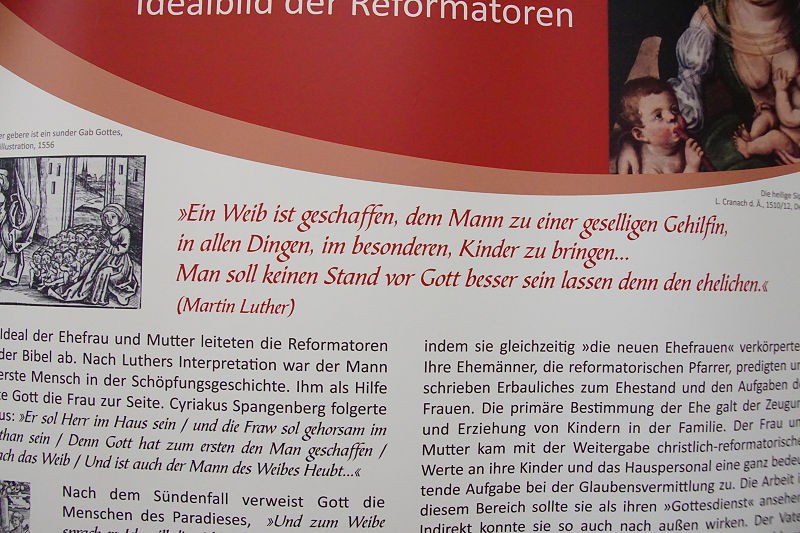 Idealbild der Reformatoren
gebere ist ein sunder Gab Gottes,
1556
Die heilige
L. Cranach d. Ä., 1510/12,
»Ein Weib ist geschaffen, dem Mann zu einer geselligen Gehilfin,
in allen Dingen, im besonderen, Kinder zu bringen...
Man soll keinen Stand vor Gott besser sein lassen denn den ehelichen.«
(Martin Luther)
Ideal der Ehefrau und Mutter leiteten die Reformatoren
der Bibel ab. Nach Luthers Interpretation war der Mann
erste Mensch in der Schöpfungsgeschichte. Ihm als Hilfe
Gott die Frau zur Seite. Cyriakus Spangenberg folgerte
»Er sol Herr im Haus sein / und die Fraw sol gehorsam im
than sein / Denn Gott hat zum ersten den Man geschaffen /
das Weib / Und ist auch der Mann des Weibes Heubt...«
Nach dem Sündenfall verweist Gott die
Menschen des Paradieses, »Und zum Weibe
indem sie gleichzeitig »die neuen Ehefrauen« verkörperte
Ihre Ehemänner, die reformatorischen Pfarrer, predigten
schrieben Erbauliches zum Ehestand und den Aufgaben
Frauen. Die primäre Bestimmung der Ehe galt der Zeugun
und Erziehung von Kindern in der Familie. Der Frau
Mutter kam mit der Weitergabe christlich-reformatorische
Werte an ihre Kinder und das Hauspersonal eine ganz bedeu
tende Aufgabe bei der Glaubensvermittlung zu. Die Arbeit
diesem Bereich sollte sie als ihren »Gottesdienst« ansehen
Indirekt konnte sie so auch nach außen wirken. Der Vate